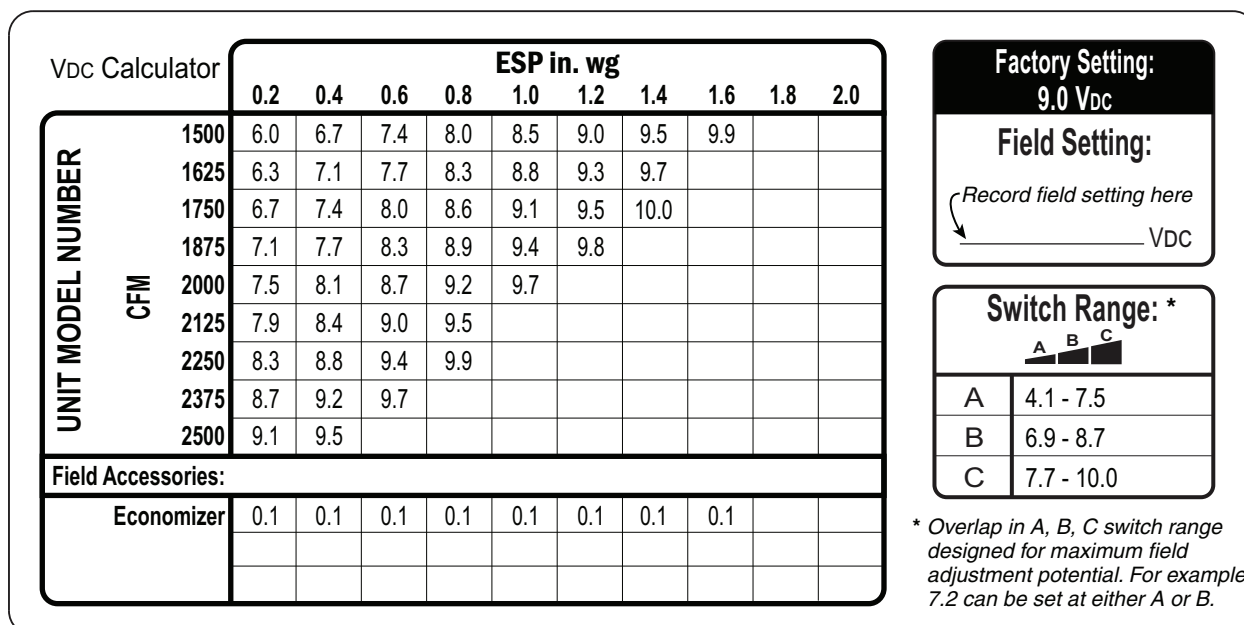 VDC Calculator
ESP in. wg
0.2 0.4 0.6 0.8 1.0 1.2 1.4 1.6 1.8 2.0
UNIT MODEL NUMBER
CFM
1500 6.0 6.7 7.4 8.0 8.5 9.0 9.5 9.9
1625 6.3 7.1 7.7 8.3 8.8 9.3 9.7
1750 6.7 7.4 8.0 8.6 9.1 9.5 10.0
1875 7.1 7.7 8.3 8.9 9.4 9.8
2000 7.5 8.1 8.7 9.2 9.7
2125 7.9 8.4 9.0 9.5
2250 8.3 8.8 9.4 9.9
2375 8.7 9.2 9.7
2500 9.1 9.5
Field Accessories:
Economizer 0.1 0.1 0.1 0.1 0.1 0.1 0.1 0.1
Factory Setting:
9.0 VDC
Field Setting:
Record field setting here
VDC
Switch Range: *
A B C
A 4.1 - 7.5
B 6.9 - 8.7
C 7.7 - 10.0
* Overlap in A, B, C switch range
designed for maximum field
adjustment potential. For example
7.2 can be set at either A or B.